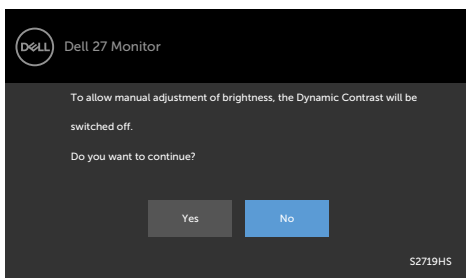 DELL
Dell 27 Monitor
To allow manual adjustment of brightness, the Dynamic Contrast will be
switched off.
Do you want to continue?
Yes
No
S2719HS